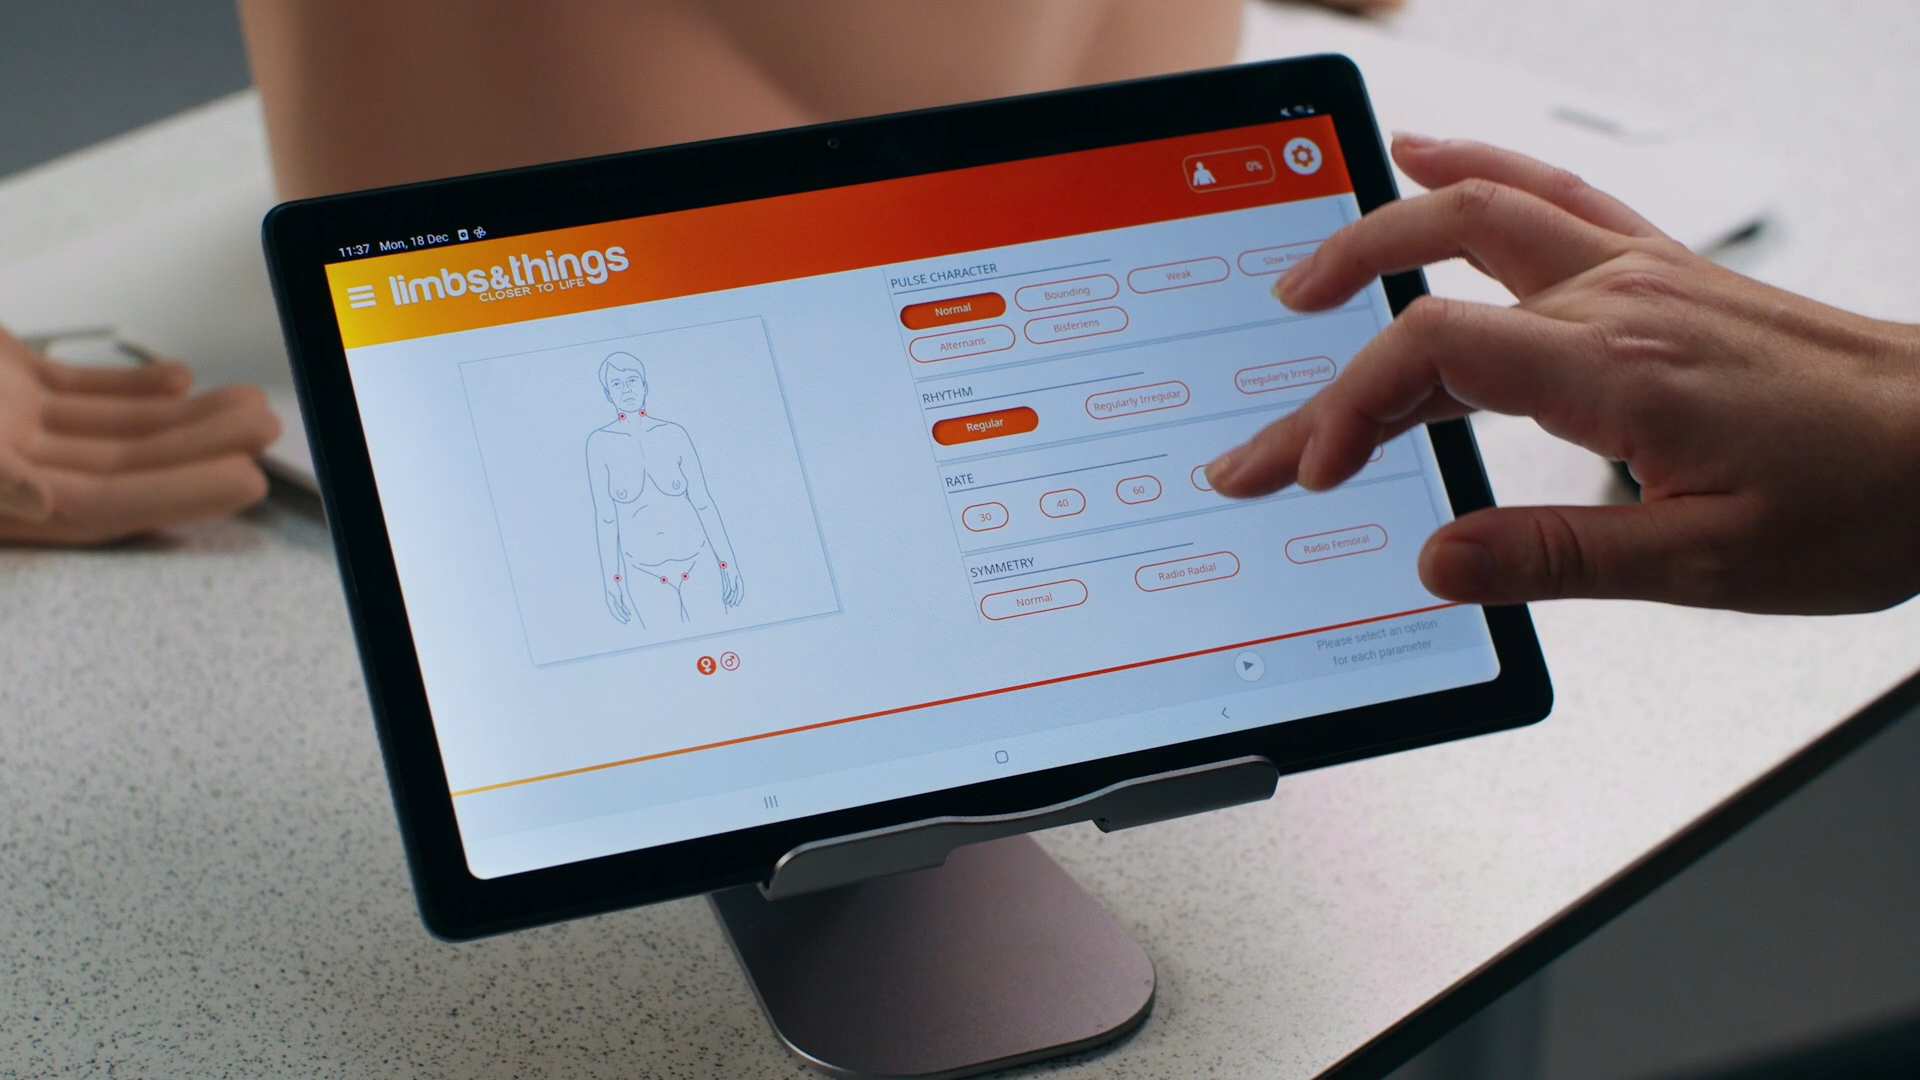 11:37 Mon, 18 Dec
limbs&things
CLOSER TO LIFE
0%
PULSE CHARACTER
Normal
Bounding
Weak
Slow
Alternans
Bisferiens
RHYTHM
Regular
Regularly Irregular
Irregularly Irregular
RATE
30
40
60
SYMMETRY
Normal
Radio Radial
Radio Femoral
Please select an option
for each parameter